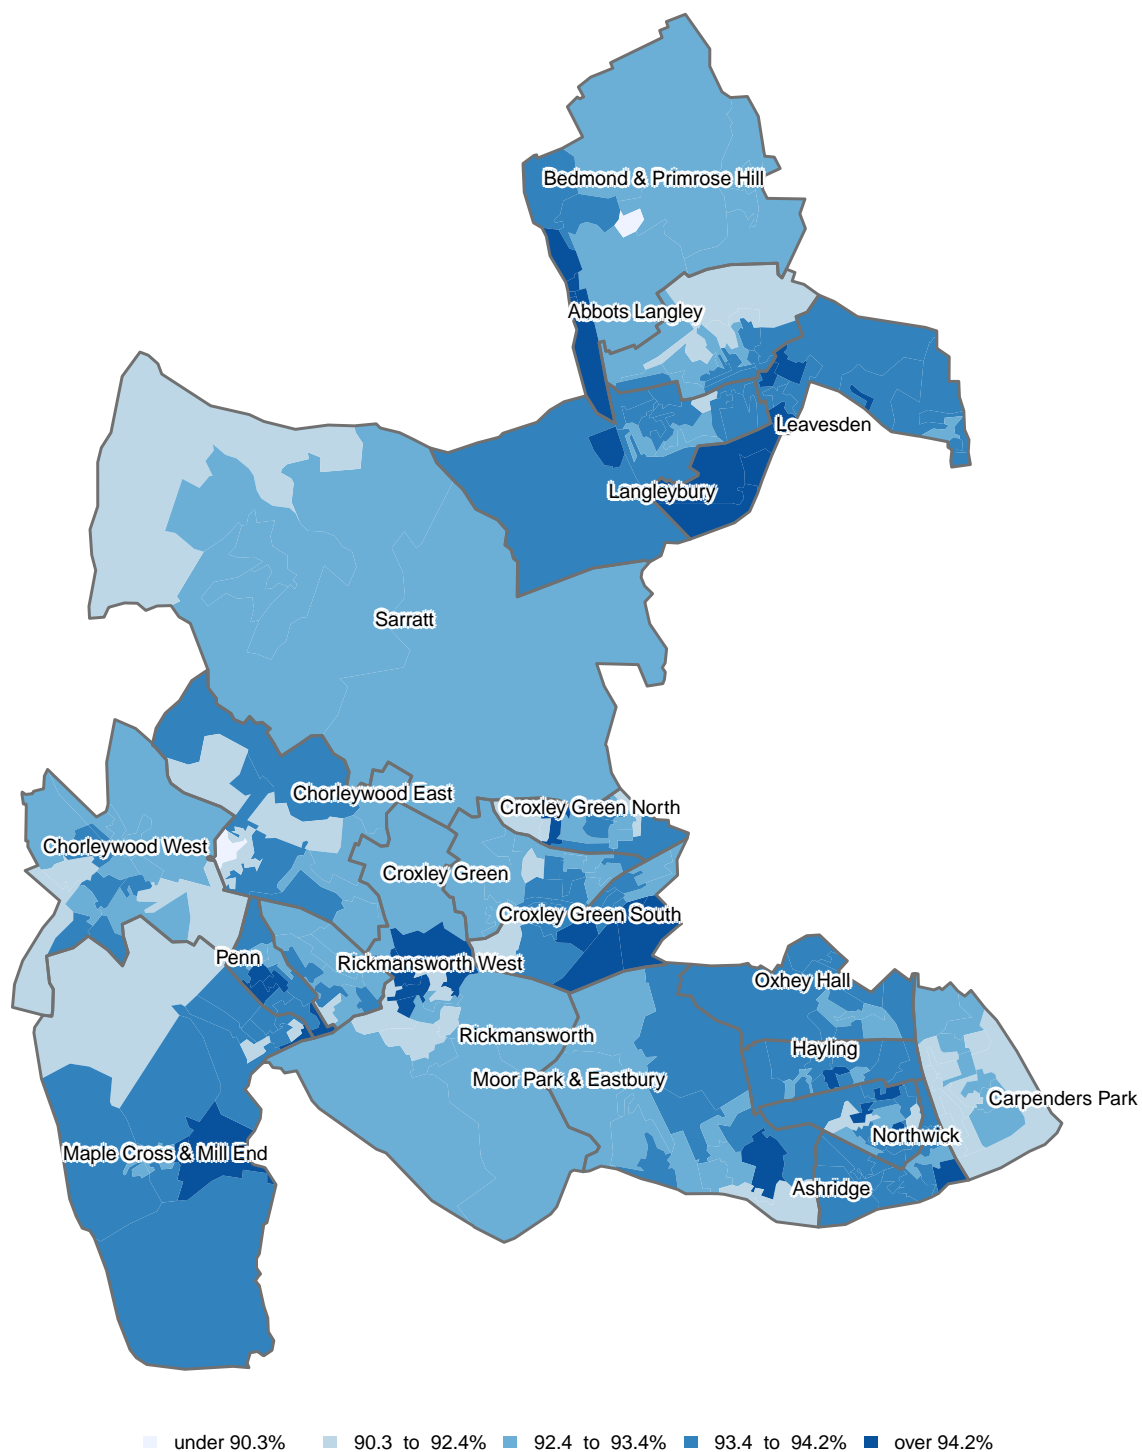 Bedmond & Primrose Hill
Abbots Langley
Leavesden
Langleybury
Sarratt
Chorleywood East
Croxley Green North
Chorleywood West
Croxley Green
Croxley Green South
Penn
Rickmansworth West
Oxhey Hall
Rickmansworth
Hayling
Moor Park & Eastbury
Carpenders Park
Northwick
Maple Cross & Mill End
Ashridge
under 90.3% 90.3 to 92.4% 92.4 to 93.4% 93.4 to 94.2% over 94.2%